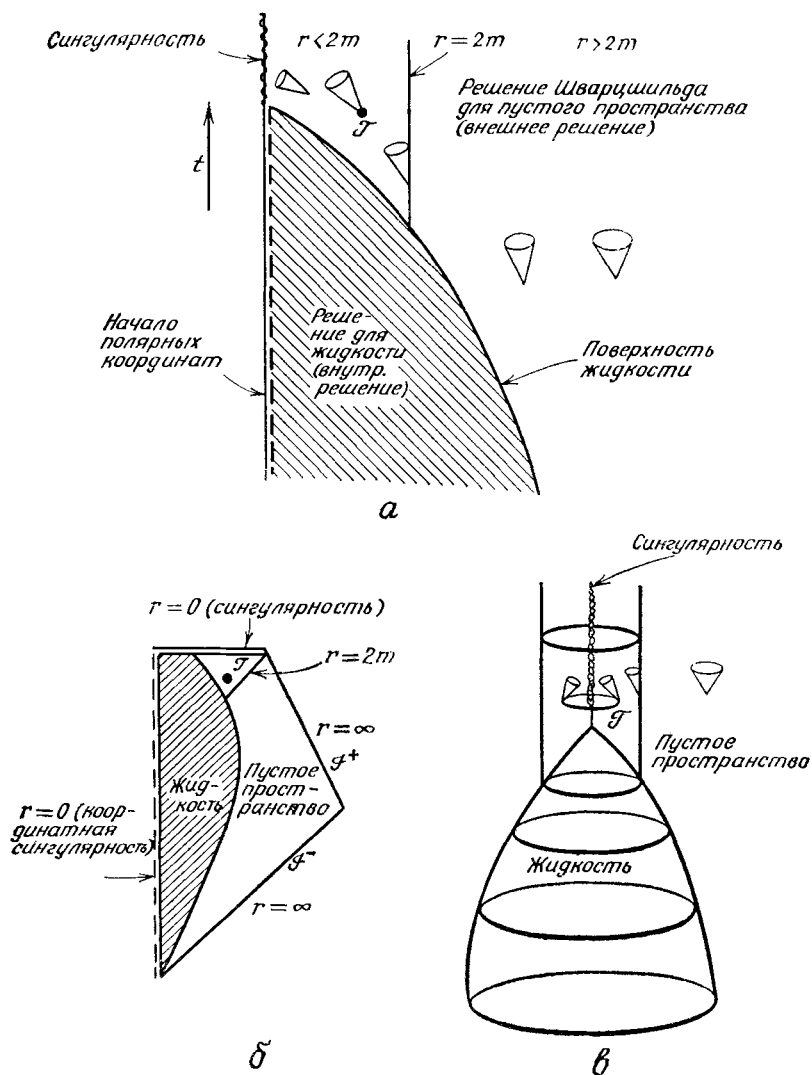 Сингулярность
r<2m
r=2m
r>2m
Решение Шварцшильда
для пустого пространства
(внешнее решение)
𝒯
t
Начало
полярных
координат
Реше-
ние для
жидкости
(внутр.
решение)
Поверхность
жидкости
а
r=0 (сингулярность)
𝒯
r=2m
r=∞
𝒥⁺
Жид-
кость
Пустое
прост-
ранство
r=0 (коор-
динатная
сингулярность)
𝒥⁻
r=∞
б
Сингулярность
𝒯
Пустое
пространство
Жидкость
в